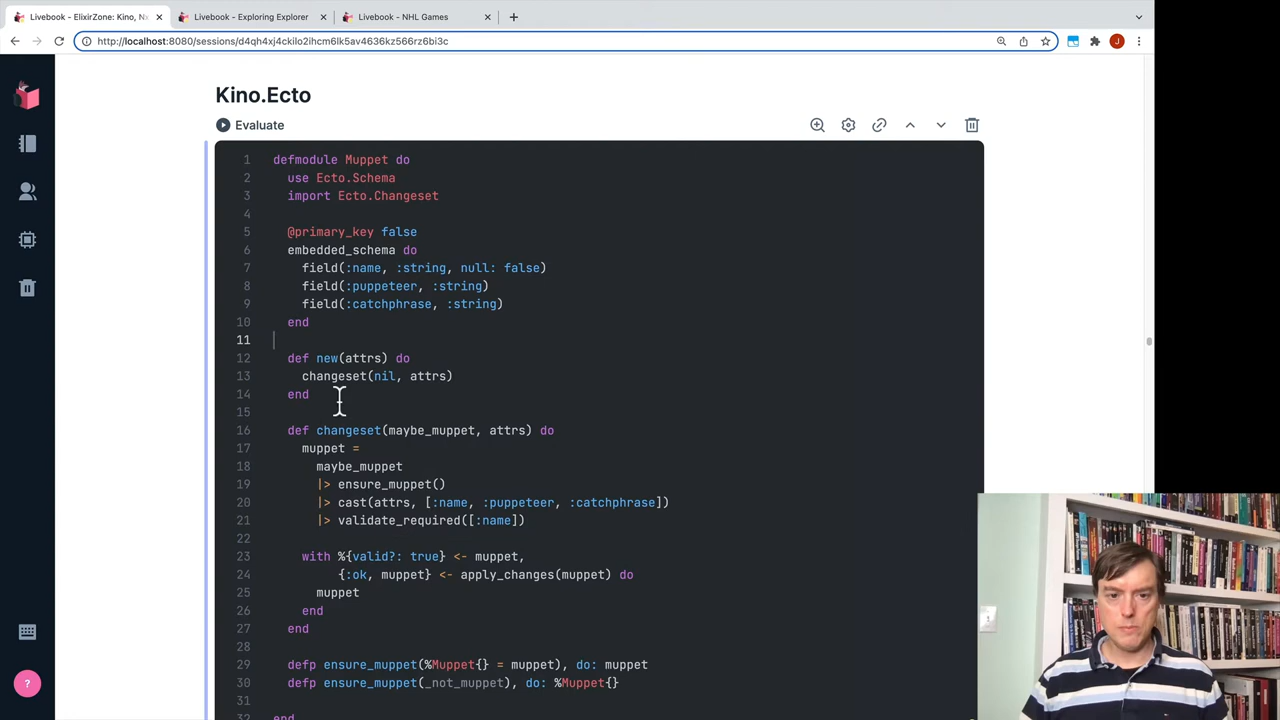 Livebook - ElixirZone: Kino, Nx
Livebook - Exploring Explorer
Livebook - NHL Games
http://localhost:8080/sessions/d4qh4xj4ckilo2ihcm6lk5av4636kz566rz6bi3c
J
Kino.Ecto
Evaluate
1 defmodule Muppet do
2 use Ecto.Schema
3 import Ecto.Changeset
4
5 @primary_key false
6 embedded_schema do
7 field(:name, :string, null: false)
8 field(:puppeteer, :string)
9 field(:catchphrase, :string)
10 end
11
12 def new(attrs) do
13 changeset(nil, attrs)
14 end
15
16 def changeset(maybe_muppet, attrs) do
17 muppet =
18 maybe_muppet
19 |> ensure_muppet()
20 |> cast(attrs, [:name, :puppeteer, :catchphrase])
21 |> validate_required([:name])
22
23 with %{valid?: true} <- muppet,
24 {:ok, muppet} <- apply_changes(muppet) do
25 muppet
26 end
27 end
28
29 defp ensure_muppet(%Muppet{} = muppet), do: muppet
30 defp ensure_muppet(_not_muppet), do: %Muppet{}
31
32 end
?